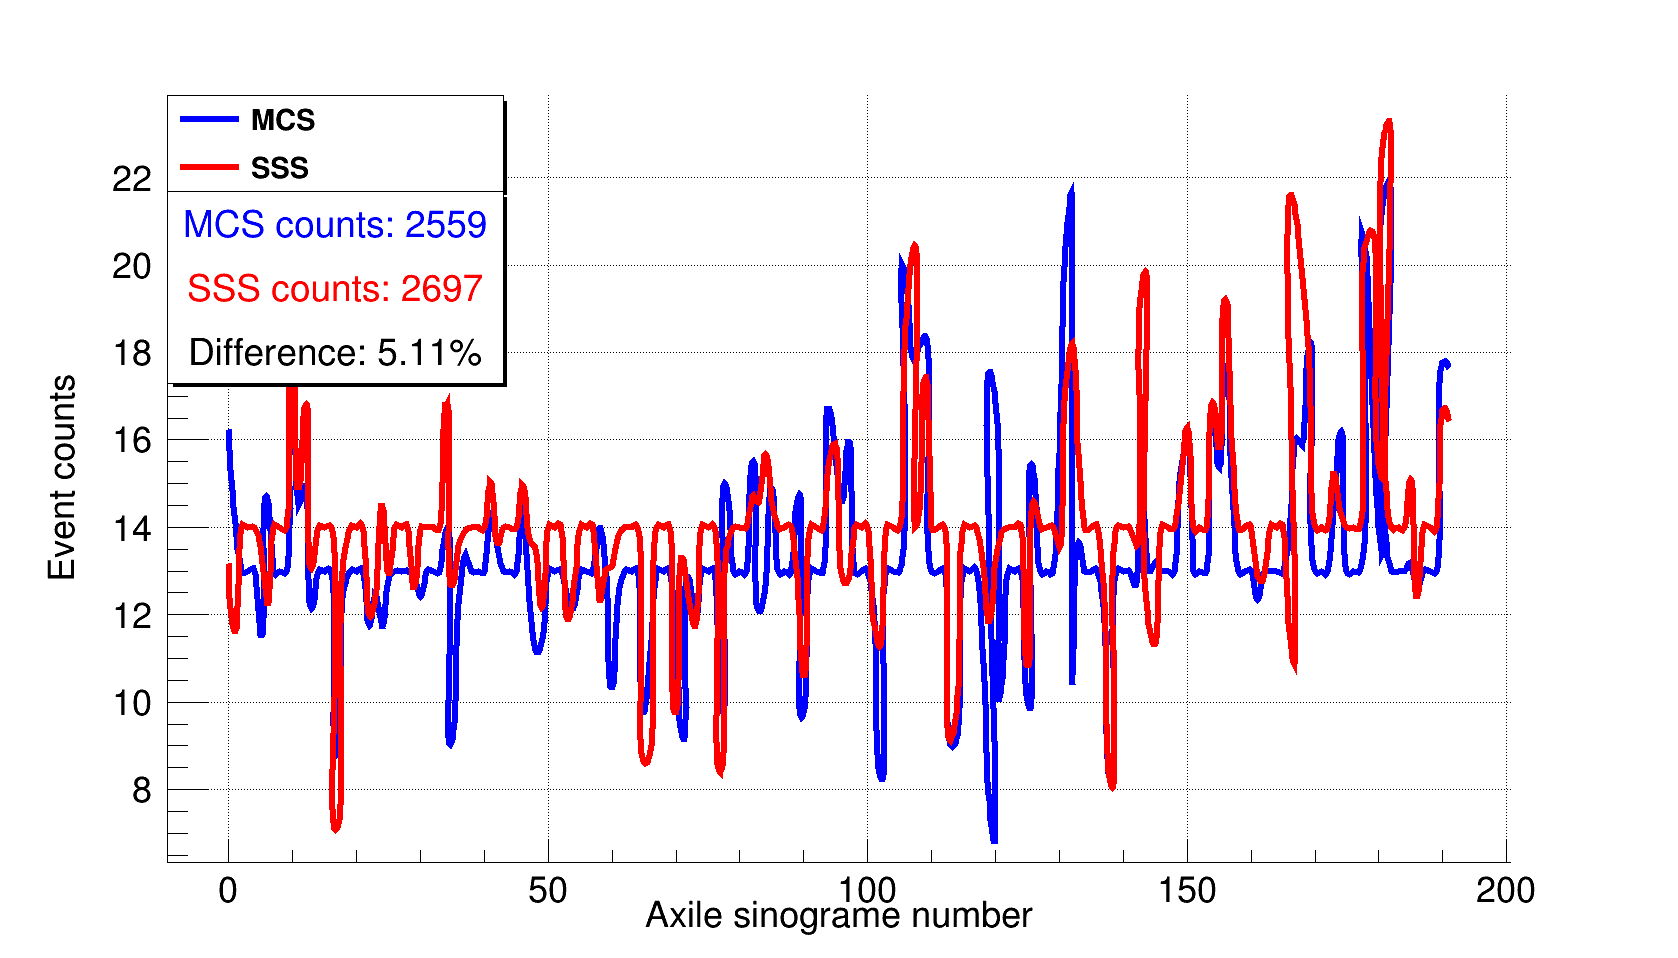 MCS
SSS
MCS counts: 2559
SSS counts: 2697
Difference: 5.11%
Event counts
22
20
18
16
14
12
10
8
0 50 100 150 200
Axile sinograme number